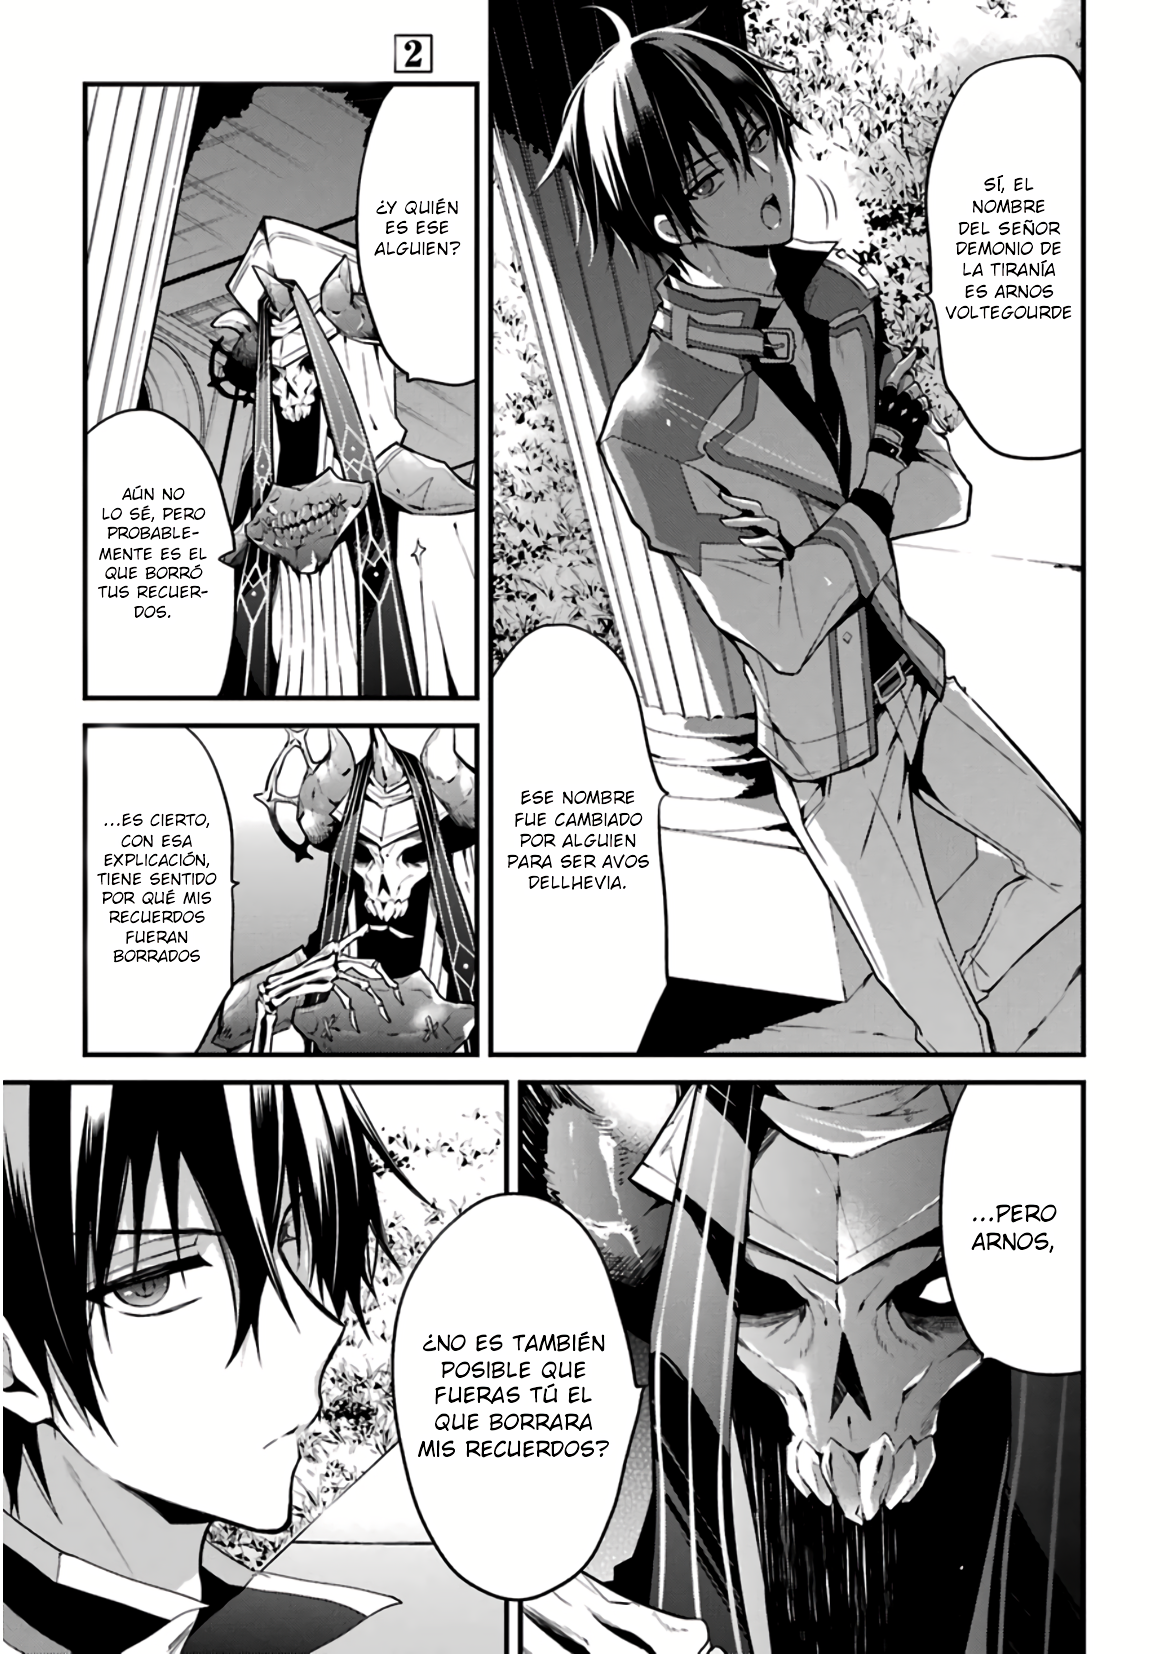 2
SÍ, EL
NOMBRE
DEL SEÑOR
DEMONIO DE
LA TIRANÍA
ES ARNOS
VOLTEGOURDE
ESE NOMBRE
FUE CAMBIADO
POR ALGUIEN
PARA SER AVOS
DELLHEVIA.
¿Y QUIÉN
ES ESE
ALGUIEN?
AÚN NO
LO SÉ, PERO
PROBABLE-
MENTE ES EL
QUE BORRÓ
TUS RECUER-
DOS.
...ES CIERTO,
CON ESA
EXPLICACIÓN,
TIENE SENTIDO
POR QUÉ MIS
RECUERDOS
FUERAN
BORRADOS
...PERO
ARNOS,
¿NO ES TAMBIÉN
POSIBLE QUE
FUERAS TÚ EL
QUE BORRARA
MIS RECUERDOS?